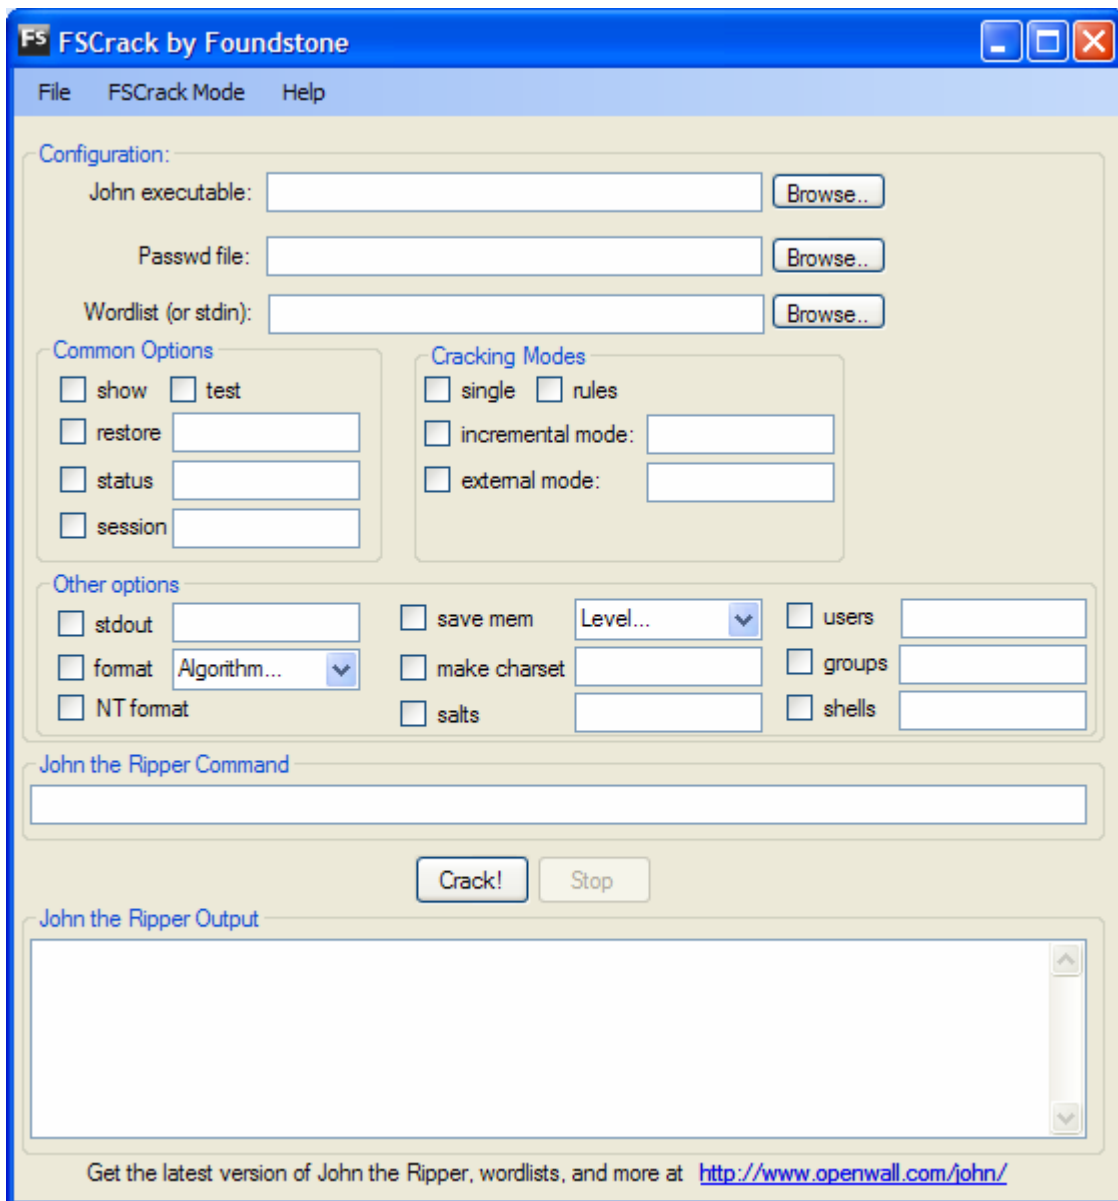 FS FSCrack by Foundstone
File FSCrack Mode Help
Configuration:
John executable: Browse..
Passwd file: Browse..
Wordlist (or stdin): Browse..
Common Options
show test
restore
status
session
Cracking Modes
single rules
incremental mode:
external mode:
Other options
stdout
format Algorithm...
NT format
save mem Level...
make charset
salts
users
groups
shells
John the Ripper Command
Crack! Stop
John the Ripper Output
Get the latest version of John the Ripper, wordlists, and more at http://www.openwall.com/john/